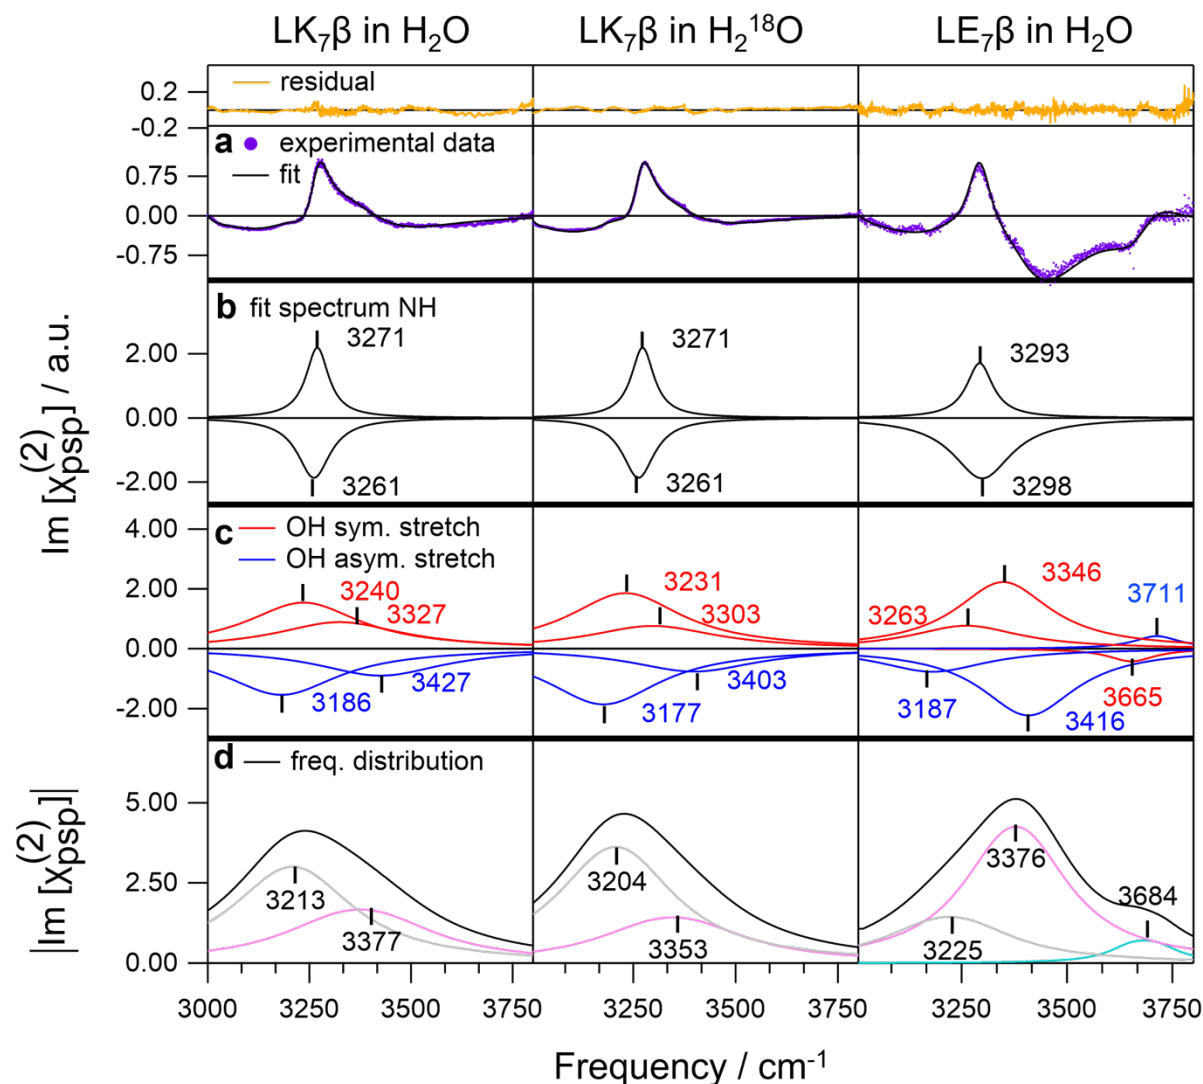 LK₇β in H₂O LK₇β in H₂¹⁸O LE₇β in H₂O
residual
0.2
-0.2
a experimental data
fit
0.75
0.00
-0.75
b fit spectrum NH
3271 3271 3293
2.00
0.00
-2.00
3261 3261 3298
Im [χ(2)psp] / a.u.
c OH sym. stretch
OH asym. stretch
4.00
2.00
0.00
-2.00
3240 3327 3231 3303 3263 3346 3711
3186 3427 3177 3403 3187 3416 3665
d freq. distribution
|Im [χ(2)psp]|
5.00
2.50
0.00
3213 3377 3204 3353 3225 3376 3684
3000 3250 3500 3750 3250 3500 3750 3250 3500 3750
Frequency / cm⁻¹